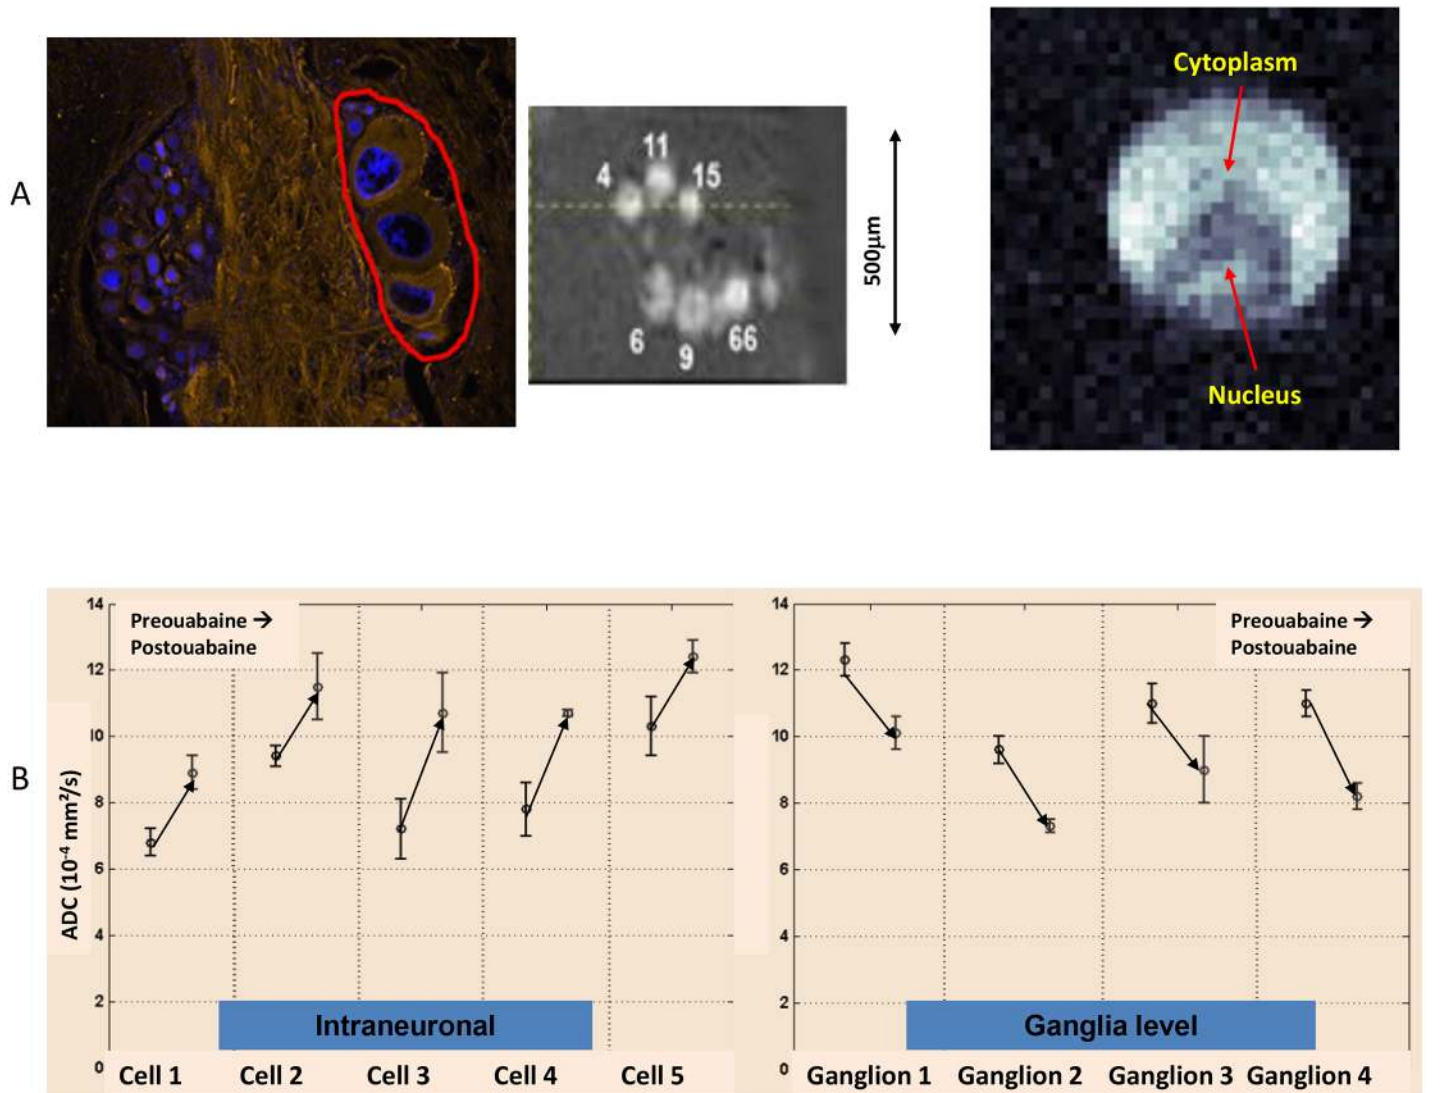 A
4
11
15
6
9
66
500μm
Cytoplasm
Nucleus
B
ADC (10⁻⁴ mm²/s)
14
12
10
8
6
4
2
0
Preouabaine →
Postouabaine
Intraneuronal
Cell 1
Cell 2
Cell 3
Cell 4
Cell 5
14
12
10
8
6
4
2
0
Preouabaine →
Postouabaine
Ganglia level
Ganglion 1
Ganglion 2
Ganglion 3
Ganglion 4